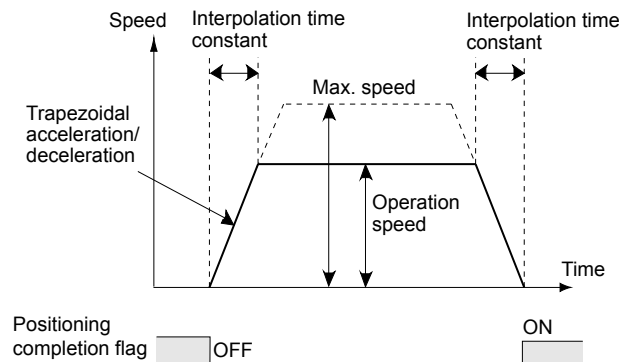 Interpolation time
constant
Interpolation time
constant
Speed
Max. speed
Trapezoidal
acceleration/
deceleration
Operation
speed
Time
Positioning
completion flag
OFF
ON